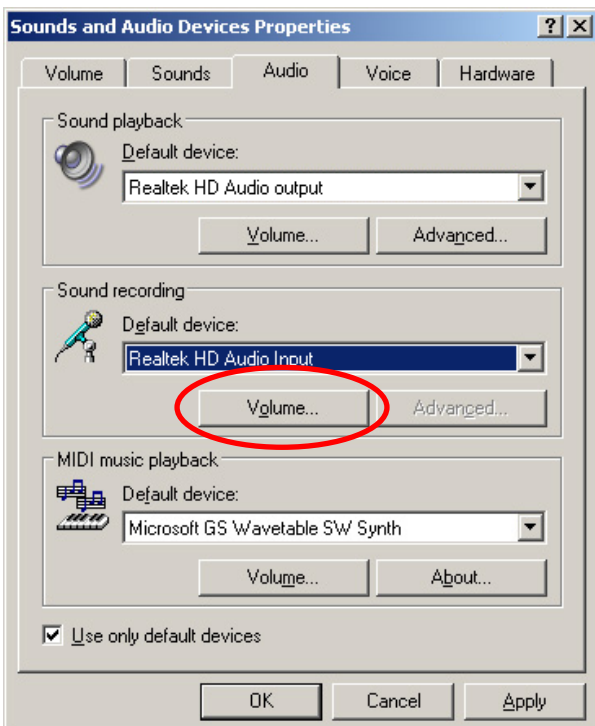 Sounds and Audio Devices Properties
Volume Sounds Audio Voice Hardware
Sound playback
Default device:
Realtek HD Audio output
Volume... Advanced...
Sound recording
Default device:
Realtek HD Audio Input
Volume... Advanced...
MIDI music playback
Default device:
Microsoft GS Wavetable SW Synth
Volume... About...
Use only default devices
OK Cancel Apply